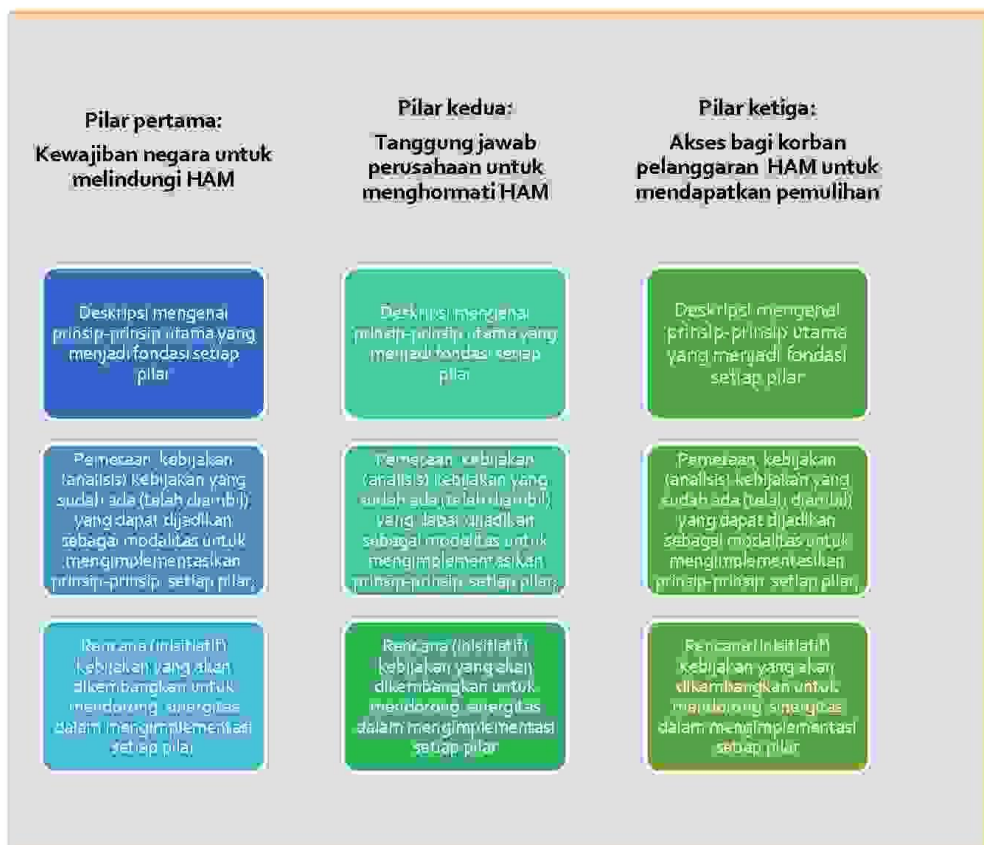 Pilar pertama:
Kewajiban negara untuk
melindungi HAM
Pilar kedua:
Tanggung jawab
perusahaan untuk
menghormati HAM
Pilar ketiga:
Akses bagi korban
pelanggaran HAM untuk
mendapatkan pemulihan
Deskripsi mengenai
prinsip-prinsip utama yang
menjadi fondasi setiap
pilar
Deskripsi mengenai
prinsip-prinsip utama yang
menjadi fondasi setiap
pilar
Deskripsi mengenai
prinsip-prinsip utama
yang menjadi fondasi
setiap pilar
Pemetaan kebijakan
(analisis) kebijakan yang
sudah ada (telah diambil)
yang dapat dijadikan
sebagai modalitas untuk
mengimplementasikan
prinsip-prinsip setiap pilar,
Pemetaan kebijakan
(analisis) kebijakan yang
sudah ada (telah diambil)
yang dapat dijadikan
sebagai modalitas untuk
mengimplementasikan
prinsip-prinsip setiap pilar,
Pemetaan kebijakan
(analisis) kebijakan yang
sudah ada (telah diambil)
yang dapat dijadikan
sebagai modalitas untuk
mengimplementasikan
prinsip-prinsip setiap pilar,
Rencana (inisitiatif)
kebijakan yang akan
dikembangkan untuk
mendorong sinergitas
dalam mengimplementasi
setiap pilar
Rencana (inisitiatif)
kebijakan yang akan
dikembangkan untuk
mendorong sinergitas
dalam mengimplementasi
setiap pilar
Rencana (inisitiatif)
kebijakan yang akan
dikembangkan untuk
mendorong sinergitas
dalam mengimplementasi
setiap pilar